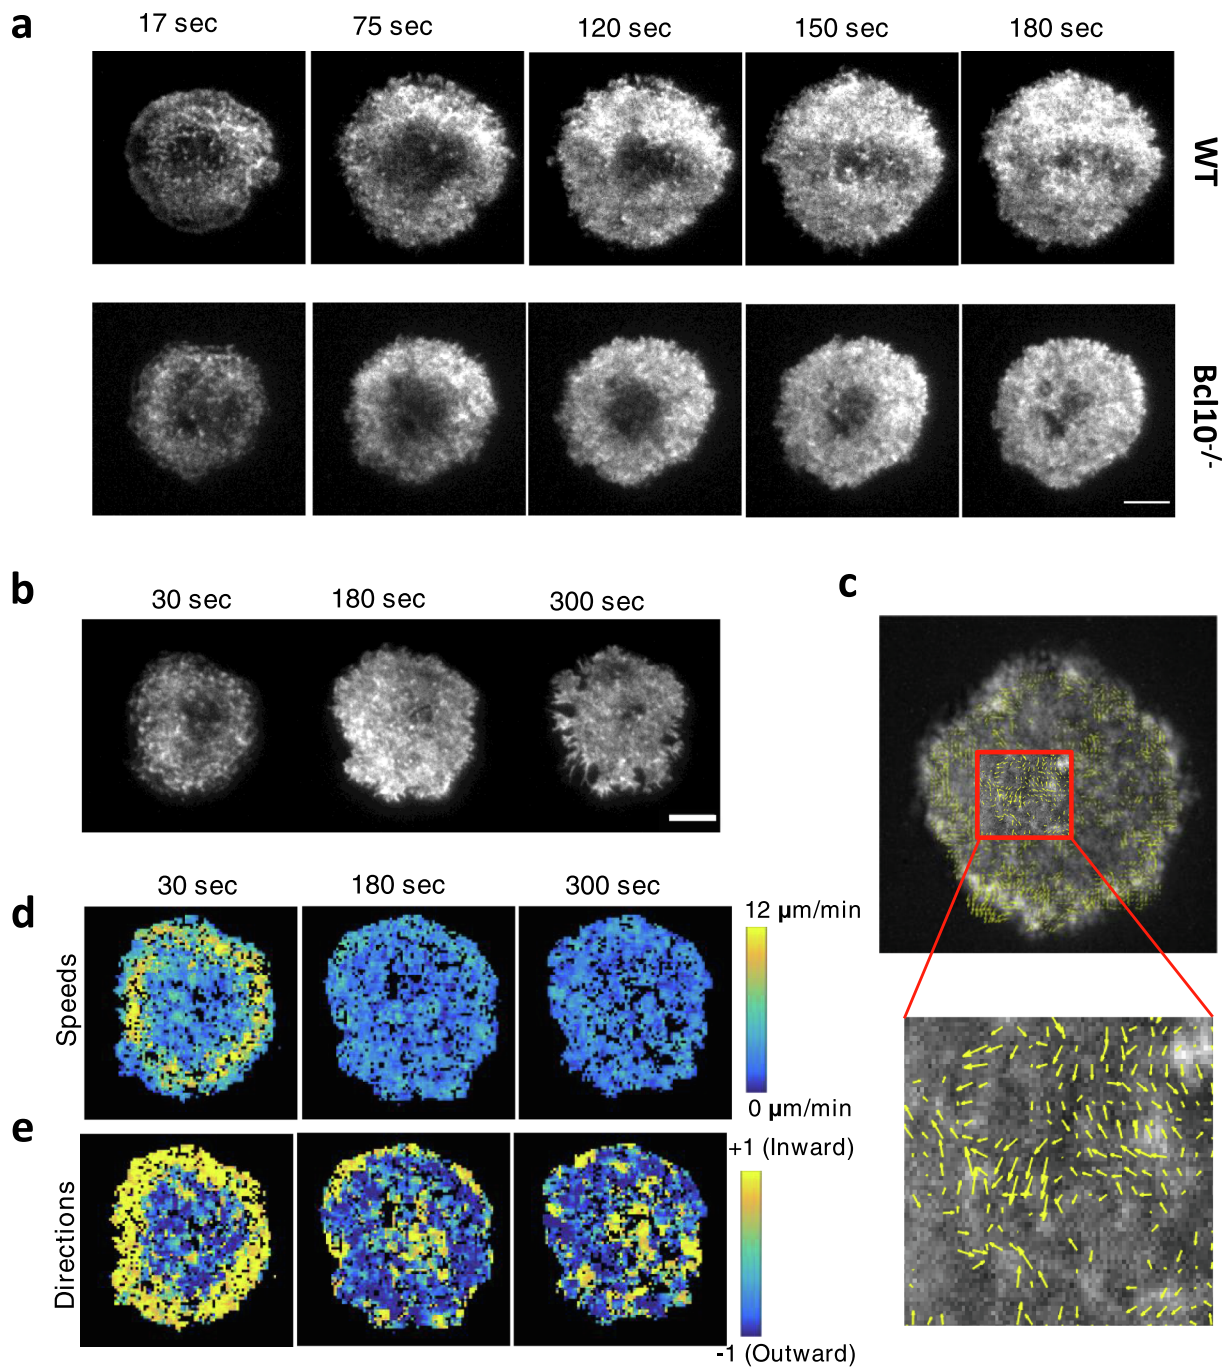 a
17 sec
75 sec
120 sec
150 sec
180 sec
WT
Bcl10-/-
b
30 sec
180 sec
300 sec
c
d
30 sec
180 sec
300 sec
Speeds
12 µm/min
0 µm/min
e
Directions
+1 (Inward)
-1 (Outward)